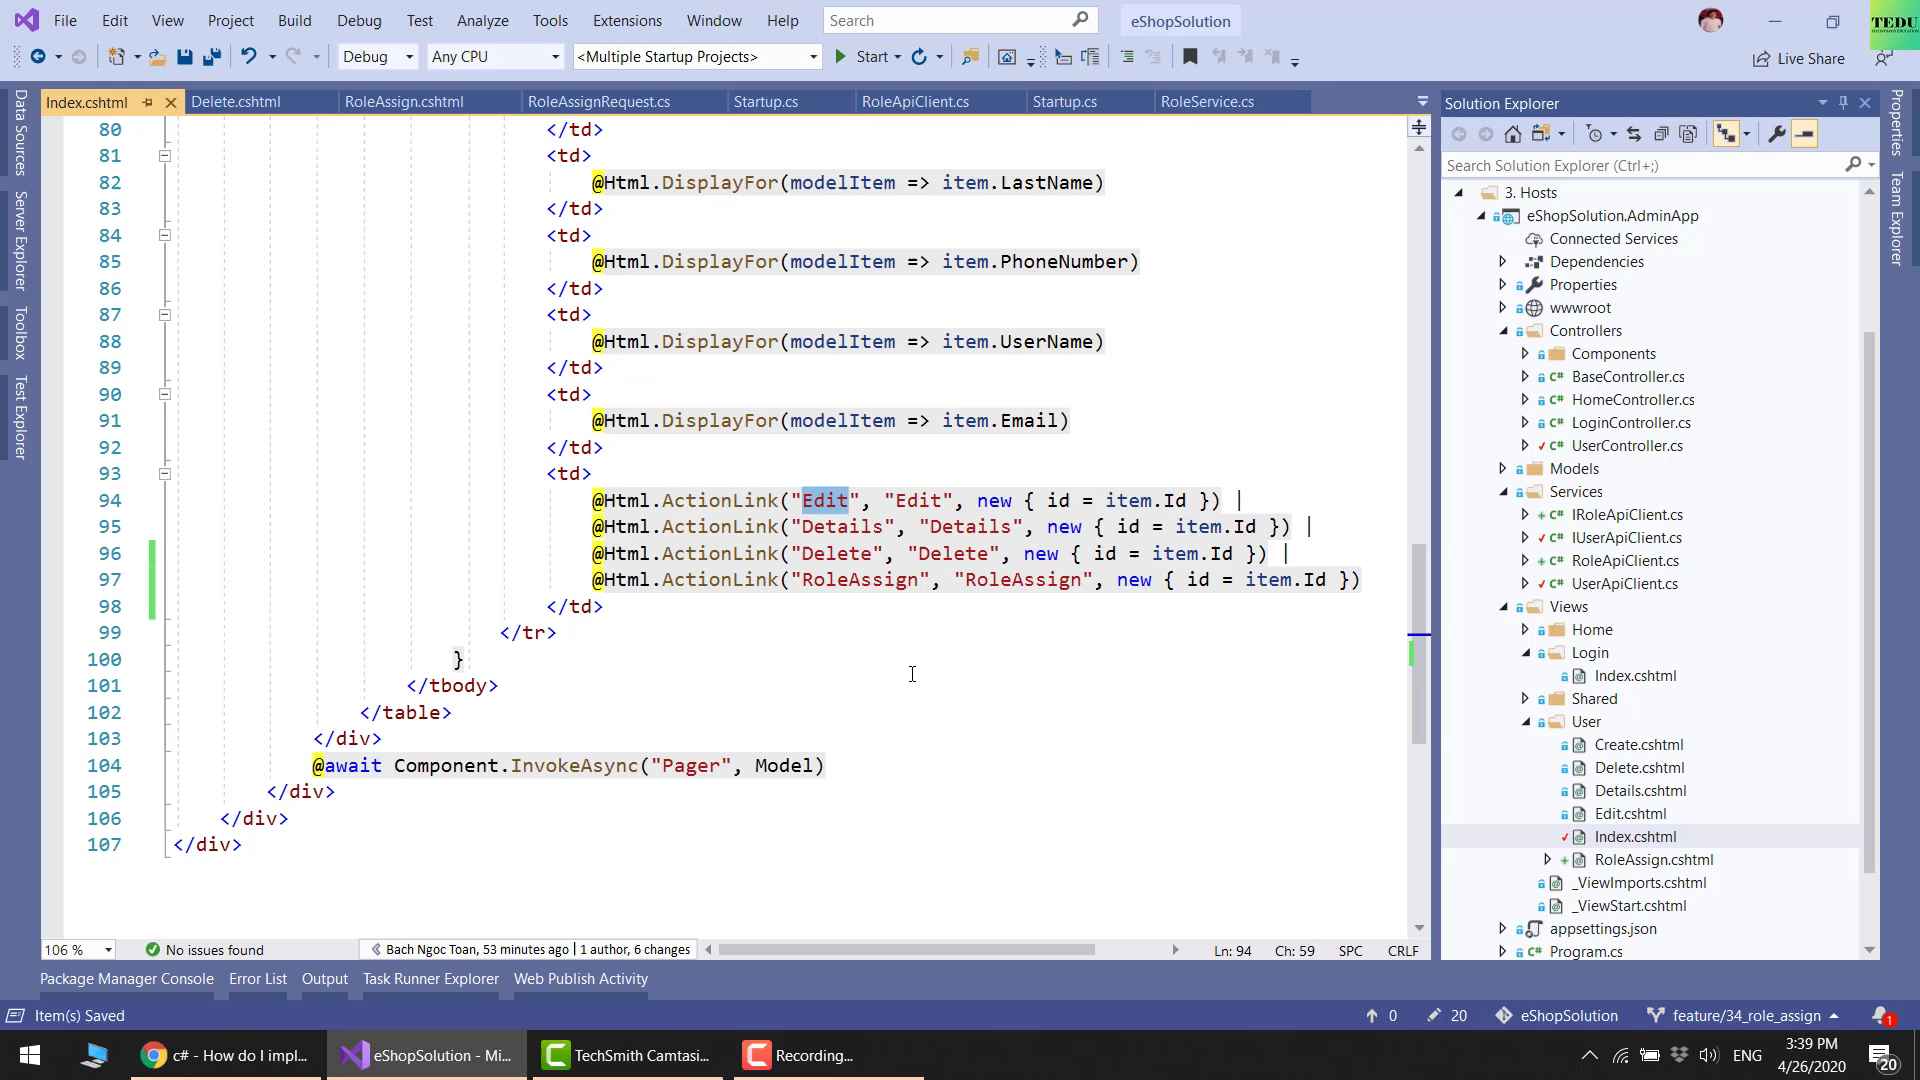 File Edit View Project Build Debug Test Analyze Tools Extensions Window Help Search eShopSolution TEDU
Debug Any CPU <Multiple Startup Projects> Start Live Share
Index.cshtml Delete.cshtml RoleAssign.cshtml RoleAssignRequest.cs Startup.cs RoleApiClient.cs Startup.cs RoleService.cs
Data Sources
Server Explorer
Toolbox
Test Explorer
80 </td>
81 <td>
82 @Html.DisplayFor(modelItem => item.LastName)
83 </td>
84 <td>
85 @Html.DisplayFor(modelItem => item.PhoneNumber)
86 </td>
87 <td>
88 @Html.DisplayFor(modelItem => item.UserName)
89 </td>
90 <td>
91 @Html.DisplayFor(modelItem => item.Email)
92 </td>
93 <td>
94 @Html.ActionLink("Edit", "Edit", new { id = item.Id }) |
95 @Html.ActionLink("Details", "Details", new { id = item.Id }) |
96 @Html.ActionLink("Delete", "Delete", new { id = item.Id }) |
97 @Html.ActionLink("RoleAssign", "RoleAssign", new { id = item.Id })
98 </td>
99 </tr>
100 }
101 </tbody>
102 </table>
103 </div>
104 @await Component.InvokeAsync("Pager", Model)
105 </div>
106 </div>
107 </div>
106 % No issues found Bach Ngoc Toan, 53 minutes ago | 1 author, 6 changes Ln: 94 Ch: 59 SPC CRLF
Solution Explorer
Search Solution Explorer (Ctrl+;)
3. Hosts
eShopSolution.AdminApp
Connected Services
Dependencies
Properties
wwwroot
Controllers
Components
C# BaseController.cs
C# HomeController.cs
C# LoginController.cs
C# UserController.cs
Models
Services
C# IRoleApiClient.cs
C# IUserApiClient.cs
C# RoleApiClient.cs
C# UserApiClient.cs
Views
Home
Login
Index.cshtml
Shared
User
Create.cshtml
Delete.cshtml
Details.cshtml
Edit.cshtml
Index.cshtml
RoleAssign.cshtml
_ViewImports.cshtml
_ViewStart.cshtml
appsettings.json
C# Program.cs
Properties
Team Explorer
Package Manager Console Error List Output Task Runner Explorer Web Publish Activity
Item(s) Saved 0 20 eShopSolution feature/34_role_assign 1
c# - How do I impl... eShopSolution - Mi... TechSmith Camtasi... Recording... ENG 3:39 PM
4/26/2020 20